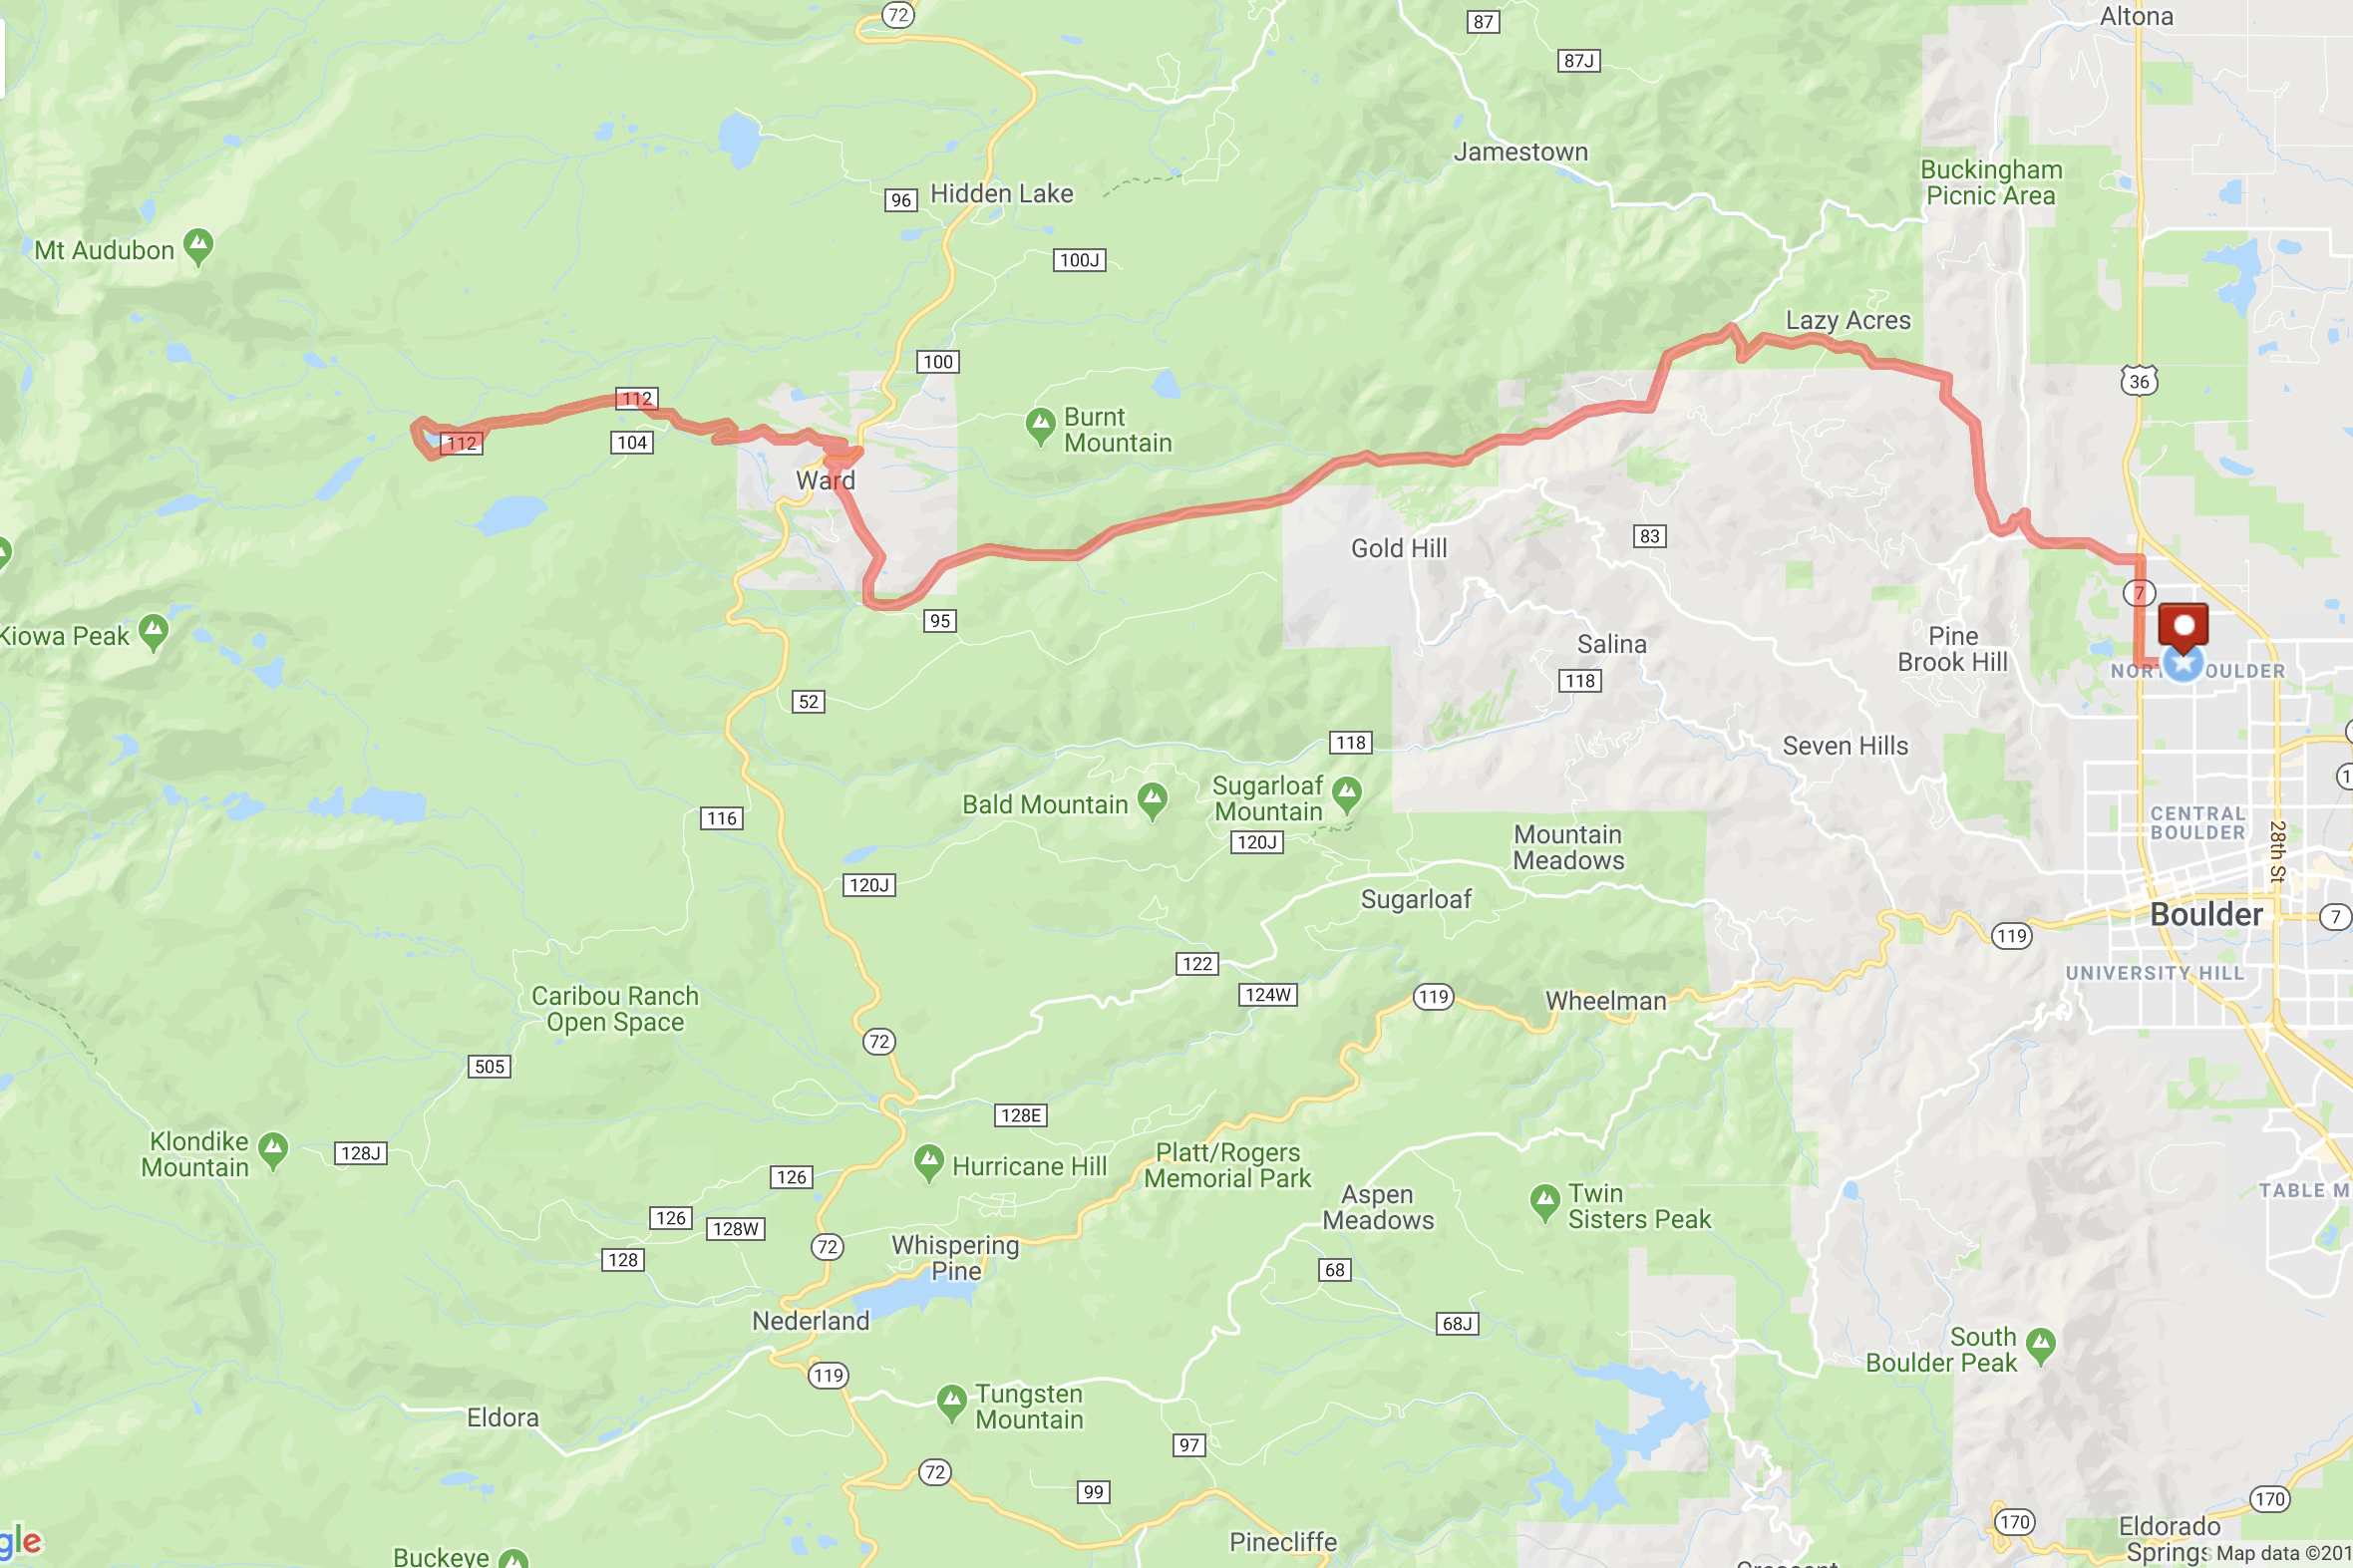 72
87
Altona
87J
Jamestown
Buckingham
Picnic Area
96
Hidden Lake
Mt Audubon
100J
Lazy Acres
100
36
112
Burnt
Mountain
112
104
Ward
83
Gold Hill
7
95
Kiowa Peak
Salina
Pine
Brook Hill
118
52
118
Seven Hills
Bald Mountain
Sugarloaf
Mountain
116
120J
Mountain
Meadows
CENTRAL
BOULDER
28th St
120J
Sugarloaf
Boulder
7
119
122
UNIVERSITY HILL
124W
119
Wheelman
Caribou Ranch
Open Space
72
505
128E
Klondike
Mountain
128J
Hurricane Hill
Platt/Rogers
Memorial Park
126
Aspen
Meadows
Twin
Sisters Peak
TABLE M
126
128W
72
Whispering
Pine
128
68
Nederland
68J
South
Boulder Peak
119
Tungsten
Mountain
Eldora
97
72
99
170
170
Pinecliffe
Eldorado
Springs
Map data ©201
gle
Buckeye